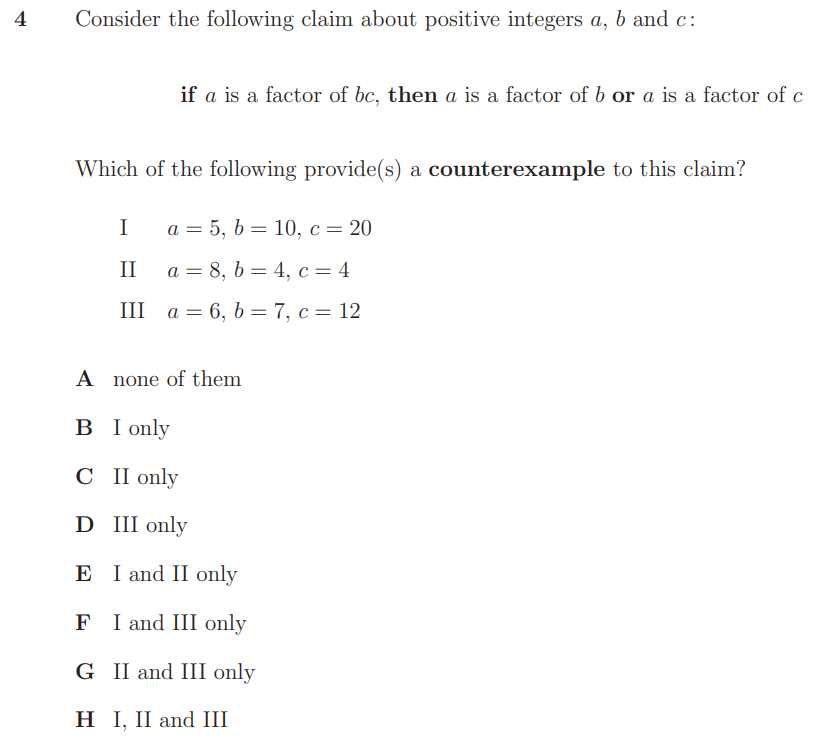 4 Consider the following claim about positive integers a, b and c:
if a is a factor of bc, then a is a factor of b or a is a factor of c
Which of the following provide(s) a counterexample to this claim?
I a = 5, b = 10, c = 20
II a = 8, b = 4, c = 4
III a = 6, b = 7, c = 12
A none of them
B I only
C II only
D III only
E I and II only
F I and III only
G II and III only
H I, II and III